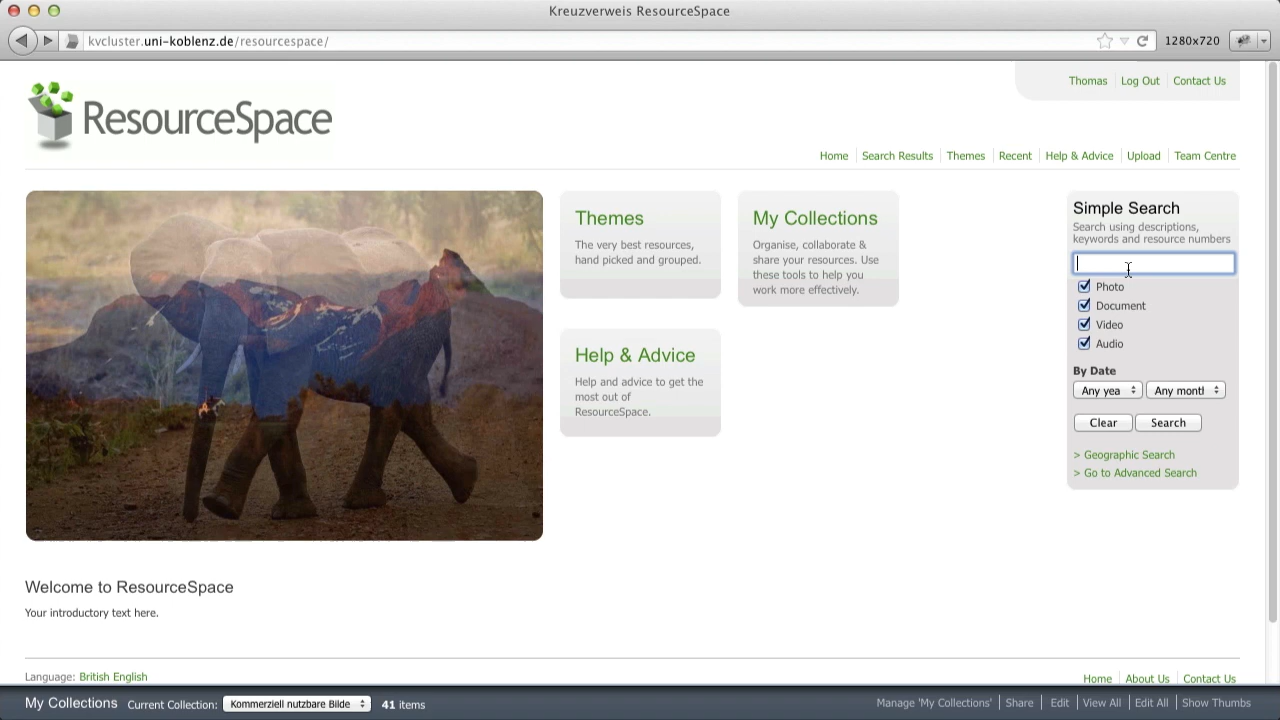 Kreuzverweis ResourceSpace
kvcluster.uni-koblenz.de/resourcespace/
1280x720
Thomas
Log Out
Contact Us
ResourceSpace
Home
Search Results
Themes
Recent
Help & Advice
Upload
Team Centre
Themes
The very best resources,
hand picked and grouped.
My Collections
Organise, collaborate &
share your resources. Use
these tools to help you
work more effectively.
Help & Advice
Help and advice to get the
most out of
ResourceSpace.
Simple Search
Search using descriptions,
keywords and resource numbers
Photo
Document
Video
Audio
By Date
Any yea
Any montl
Clear
Search
> Geographic Search
> Go to Advanced Search
Welcome to ResourceSpace
Your introductory text here.
Language: British English
Home
About Us
Contact Us
My Collections
Current Collection:
Kommerziell nutzbare Bilde
41 items
Manage 'My Collections'
Share
Edit
View All
Edit All
Show Thumbs